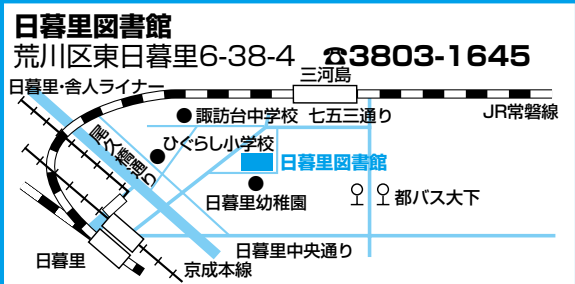 日暮里図書館
荒川区東日暮里6-38-4 ☎3803-1645
三河島
日暮里・舎人ライナー
JR常磐線
諏訪台中学校 七五三通り
尾久橋通り
ひぐらし小学校
日暮里図書館
日暮里幼稚園
都バス大下
日暮里中央通り
日暮里
京成本線